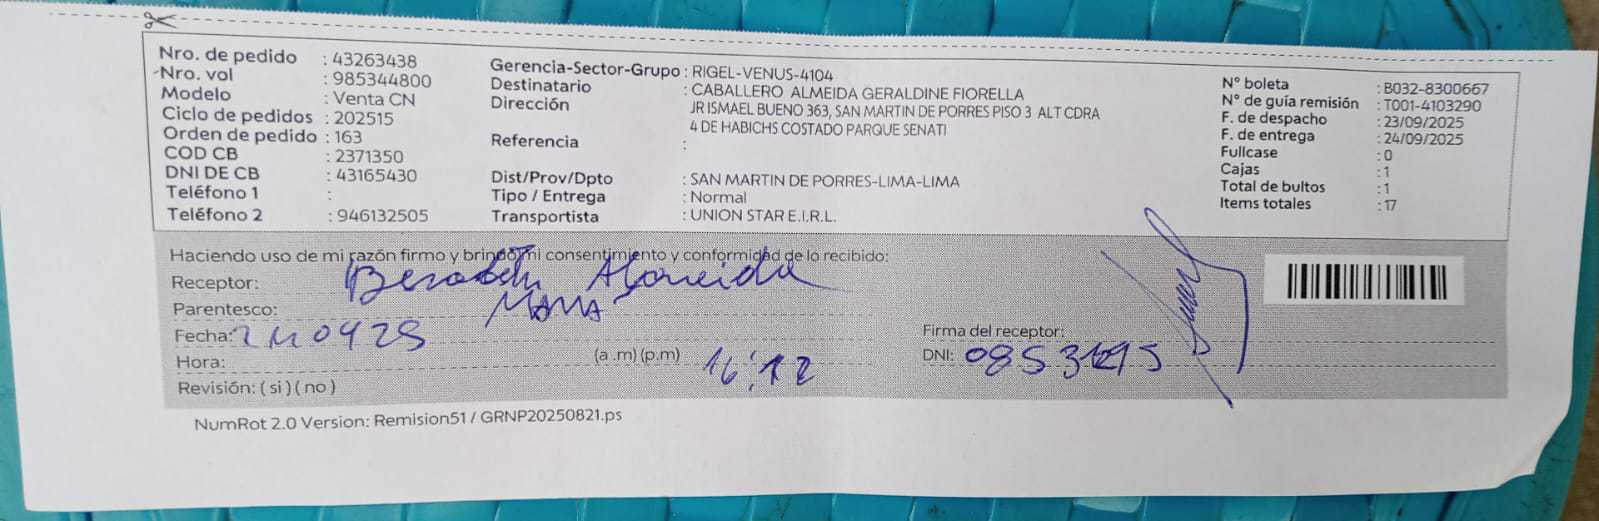 Nro. de pedido : 43263438
Nro. vol : 985344800
Modelo : Venta CN
Ciclo de pedidos : 202515
Orden de pedido : 163
COD CB : 2371350
DNI DE CB : 43165430
Teléfono 1 :
Teléfono 2 : 946132505
Gerencia-Sector-Grupo : RIGEL-VENUS-4104
Destinatario : CABALLERO ALMEIDA GERALDINE FIORELLA
Dirección JR ISMAEL BUENO 363, SAN MARTIN DE PORRES PISO 3 ALT CDRA
4 DE HABICHS COSTADO PARQUE SENATI
Referencia :
Dist/Prov/Dpto : SAN MARTIN DE PORRES-LIMA-LIMA
Tipo / Entrega : Normal
Transportista : UNION STAR E.I.R.L.
N° boleta : B032-8300667
N° de guía remisión : T001-4103290
F. de despacho : 23/09/2025
F. de entrega : 24/09/2025
Fullcase : 0
Cajas : 1
Total de bultos : 1
Items totales : 17
Haciendo uso de mi razón firmo y brindo mi consentimiento y conformidad de lo recibido:
Receptor: Almeida
Parentesco: MAMA
Fecha: 240925
Hora: (a .m) (p.m) 16:12
Revisión: ( si ) ( no )
Firma del receptor:
DNI:
NumRot 2.0 Version: Remision51 / GRNP20250821.ps